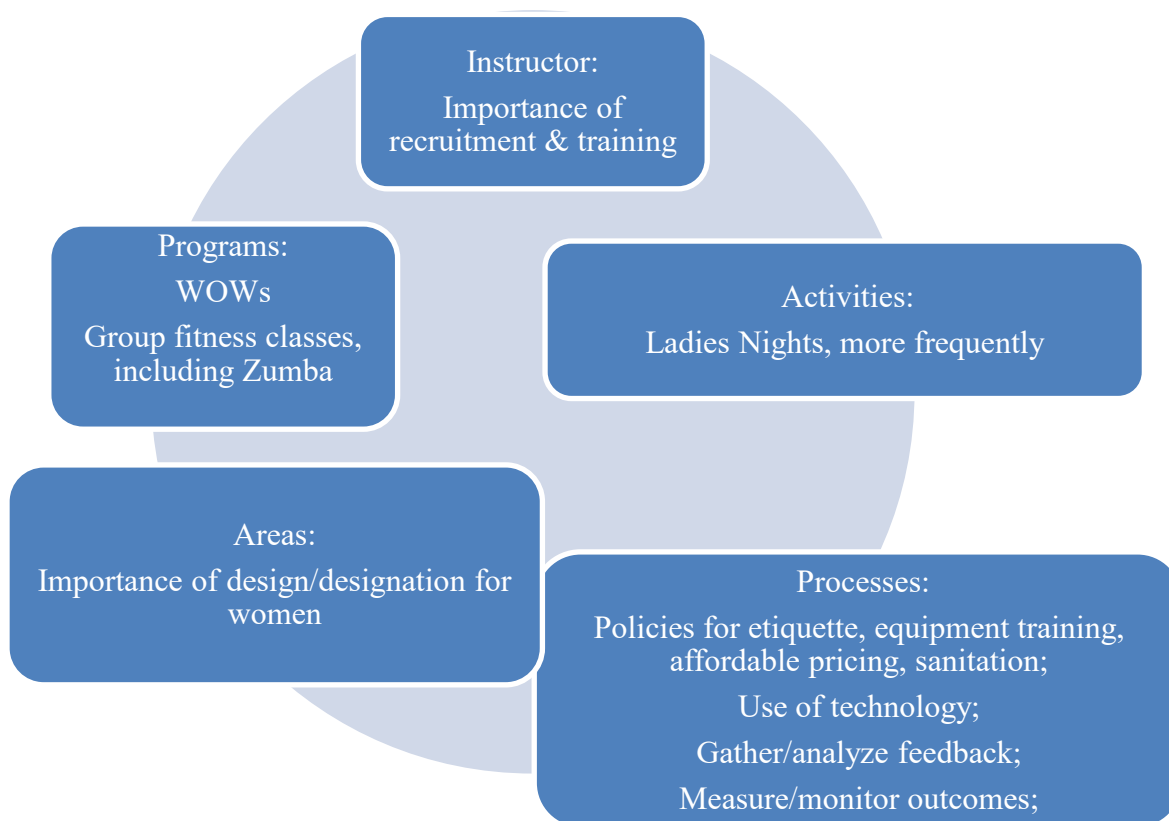 Instructor:
Importance of
recruitment & training
Programs:
WOWs
Group fitness classes,
including Zumba
Activities:
Ladies Nights, more frequently
Areas:
Importance of design/designation for
women
Processes:
Policies for etiquette, equipment training,
affordable pricing, sanitation;
Use of technology;
Gather/analyze feedback;
Measure/monitor outcomes;